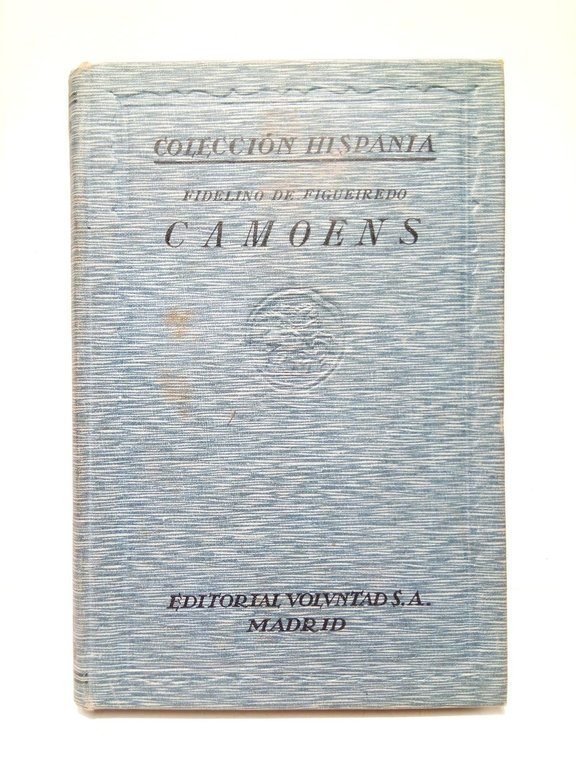 COLECCIÓN HISPANIA
FIDELINO DE FIGUEIREDO
CAMOENS
EDITORIAL VOLVNTAD S.A.
MADRID